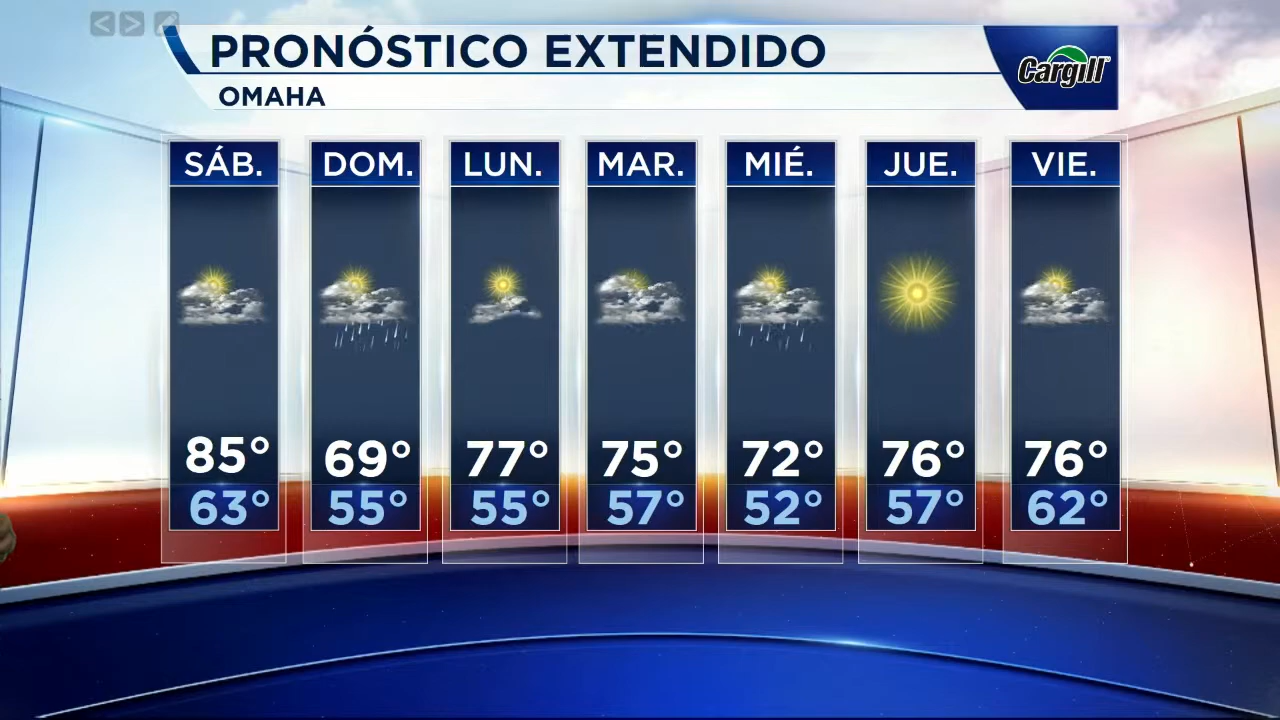 PRONÓSTICO EXTENDIDO
Cargill
OMAHA
SÁB. DOM. LUN. MAR. MIÉ. JUE. VIE.
85° 69° 77° 75° 72° 76° 76°
63° 55° 55° 57° 52° 57° 62°